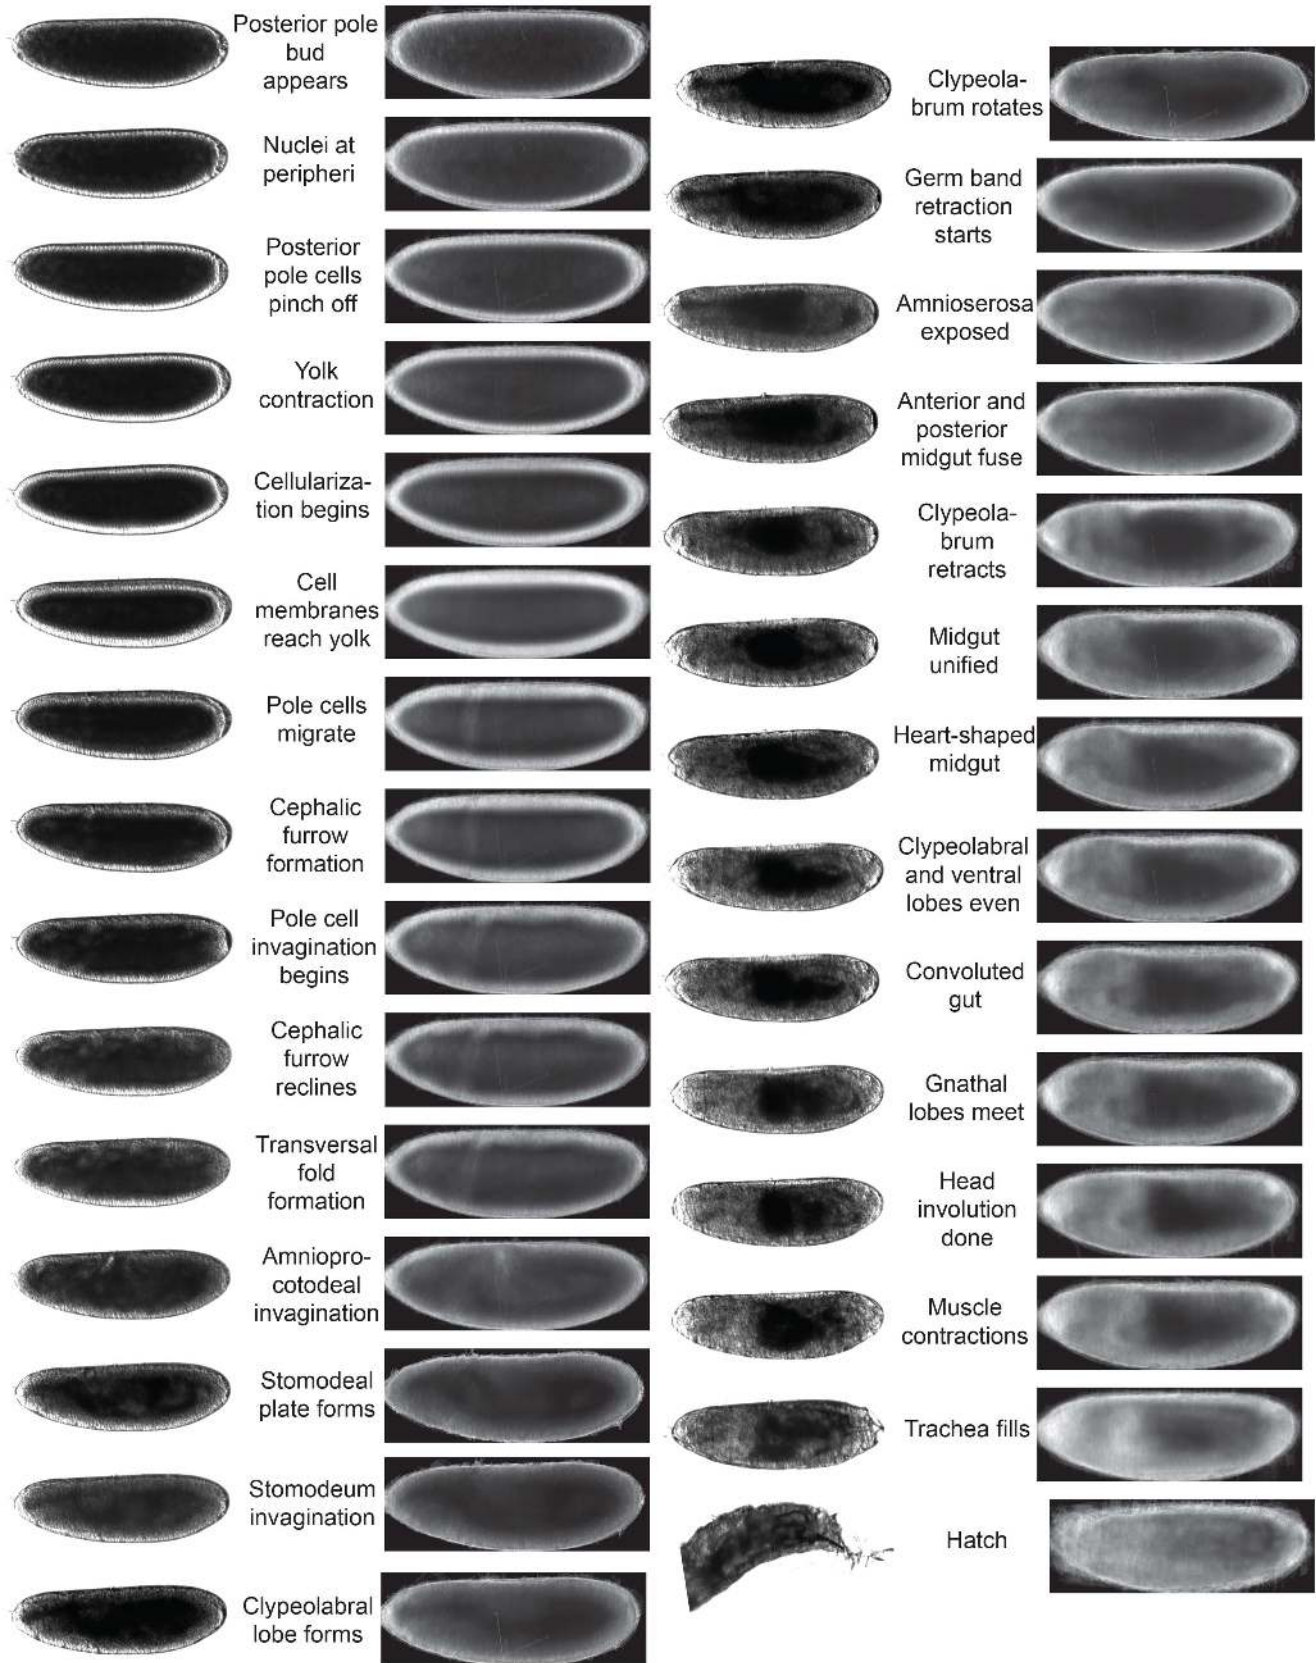 Posterior pole
bud
appears
Nuclei at
peripheri
Posterior
pole cells
pinch off
Yolk
contraction
Cellulariza-
tion begins
Cell
membranes
reach yolk
Pole cells
migrate
Cephalic
furrow
formation
Pole cell
invagination
begins
Cephalic
furrow
reclines
Transversal
fold
formation
Amniopro-
cotodeal
invagination
Stomodeal
plate forms
Stomodeum
invagination
Clypeolabral
lobe forms
Clypeola-
brum rotates
Germ band
retraction
starts
Amnioserosa
exposed
Anterior and
posterior
midgut fuse
Clypeola-
brum
retracts
Midgut
unified
Heart-shaped
midgut
Clypeolabral
and ventral
lobes even
Convoluted
gut
Gnathal
lobes meet
Head
involution
done
Muscle
contractions
Trachea fills
Hatch